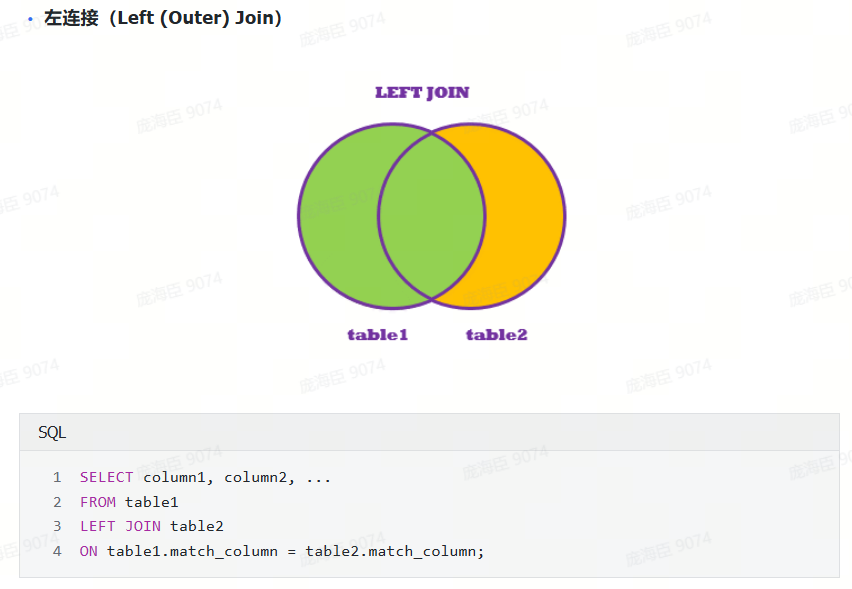 • 左连接（Left (Outer) Join）
LEFT JOIN
table1 table2
SQL
1 SELECT column1, column2, ...
2 FROM table1
3 LEFT JOIN table2
4 ON table1.match_column = table2.match_column;
庞海臣 9074